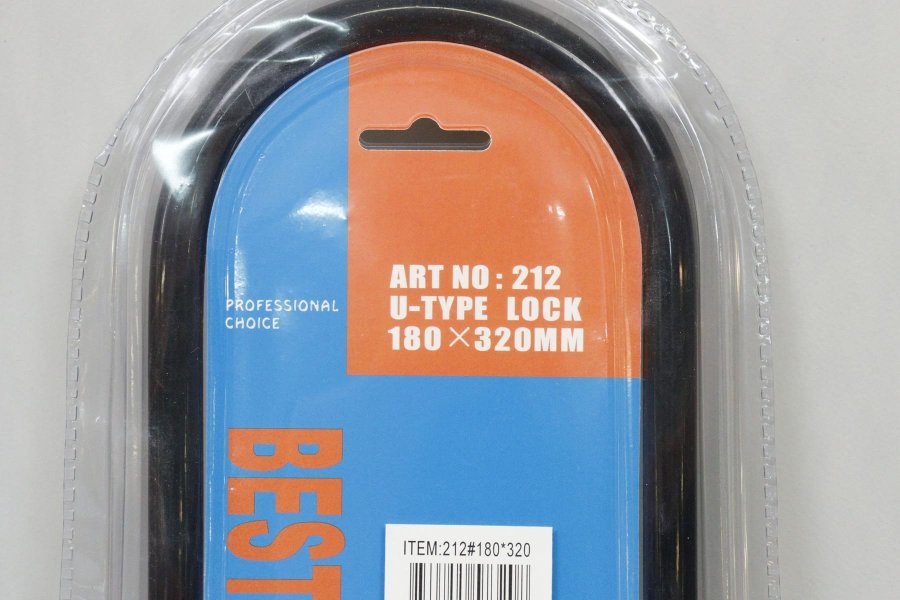 ART NO: 212
U-TYPE LOCK
180×320MM
PROFESSIONAL
CHOICE
BEST
ITEM:212#180*320